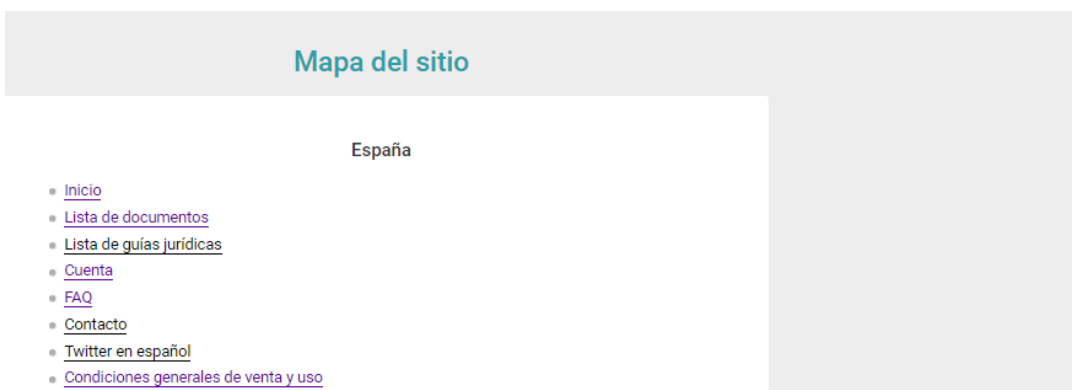 Mapa del sitio
España
Inicio
Lista de documentos
Lista de guías jurídicas
Cuenta
FAQ
Contacto
Twitter en español
Condiciones generales de venta y uso